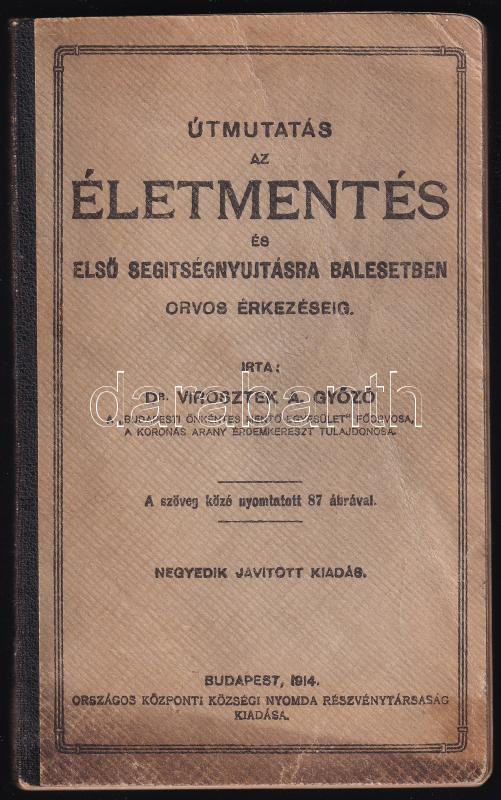 ÚTMUTATÁS
AZ
ÉLETMENTÉS
ÉS
ELSŐ SEGITSÉGNYUJTÁSRA BALESETBEN
ORVOS ÉRKEZÉSEIG.
IRTA:
DR. VIROSZTEK A. GYŐZŐ
A „BUDAPESTI ÖNKÉNTES MENTŐ EGYESÜLET" FŐORVOSA,
A KORONÁS ARANY ÉRDEMKERESZT TULAJDONOSA.
darabanth
A szöveg közé nyomtatott 87 ábrával.
NEGYEDIK JAVITOTT KIADÁS.
BUDAPEST, 1914.
ORSZÁGOS KÖZPONTI KÖZSÉGI NYOMDA RÉSZVÉNYTÁRSASÁG
KIADÁSA.